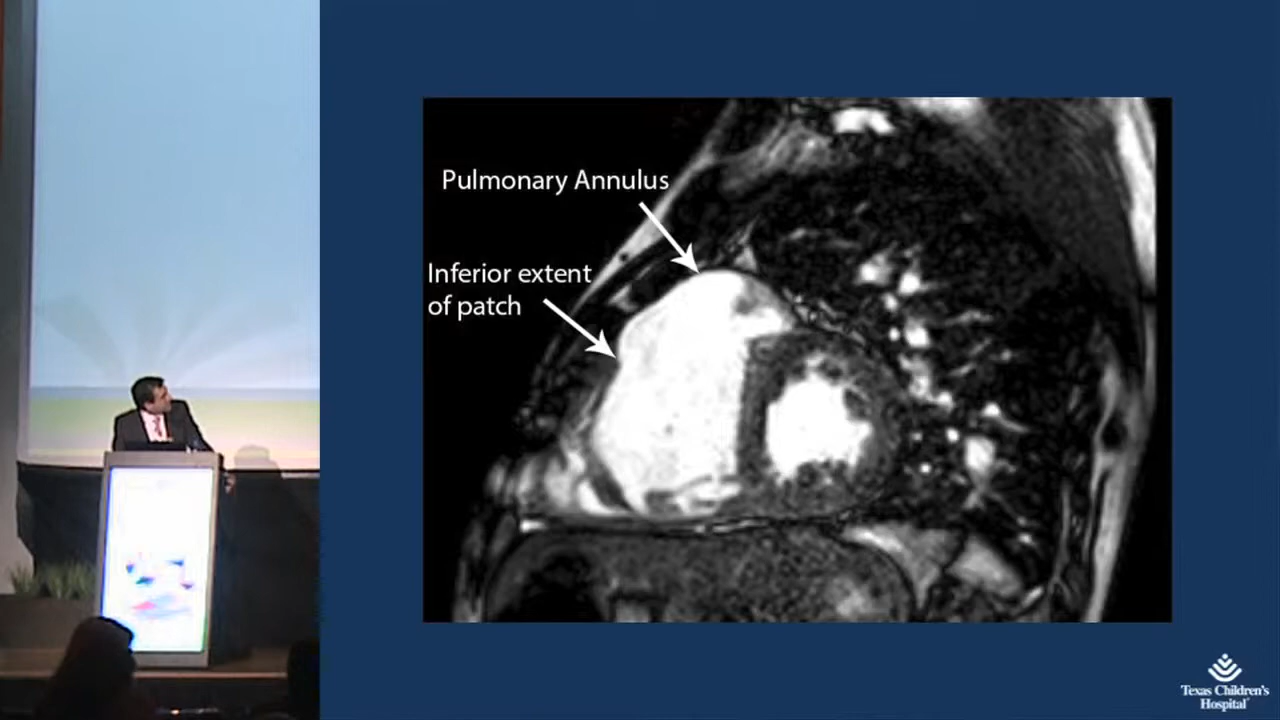 Pulmonary Annulus
Inferior extent
of patch
Texas Children's
Hospital